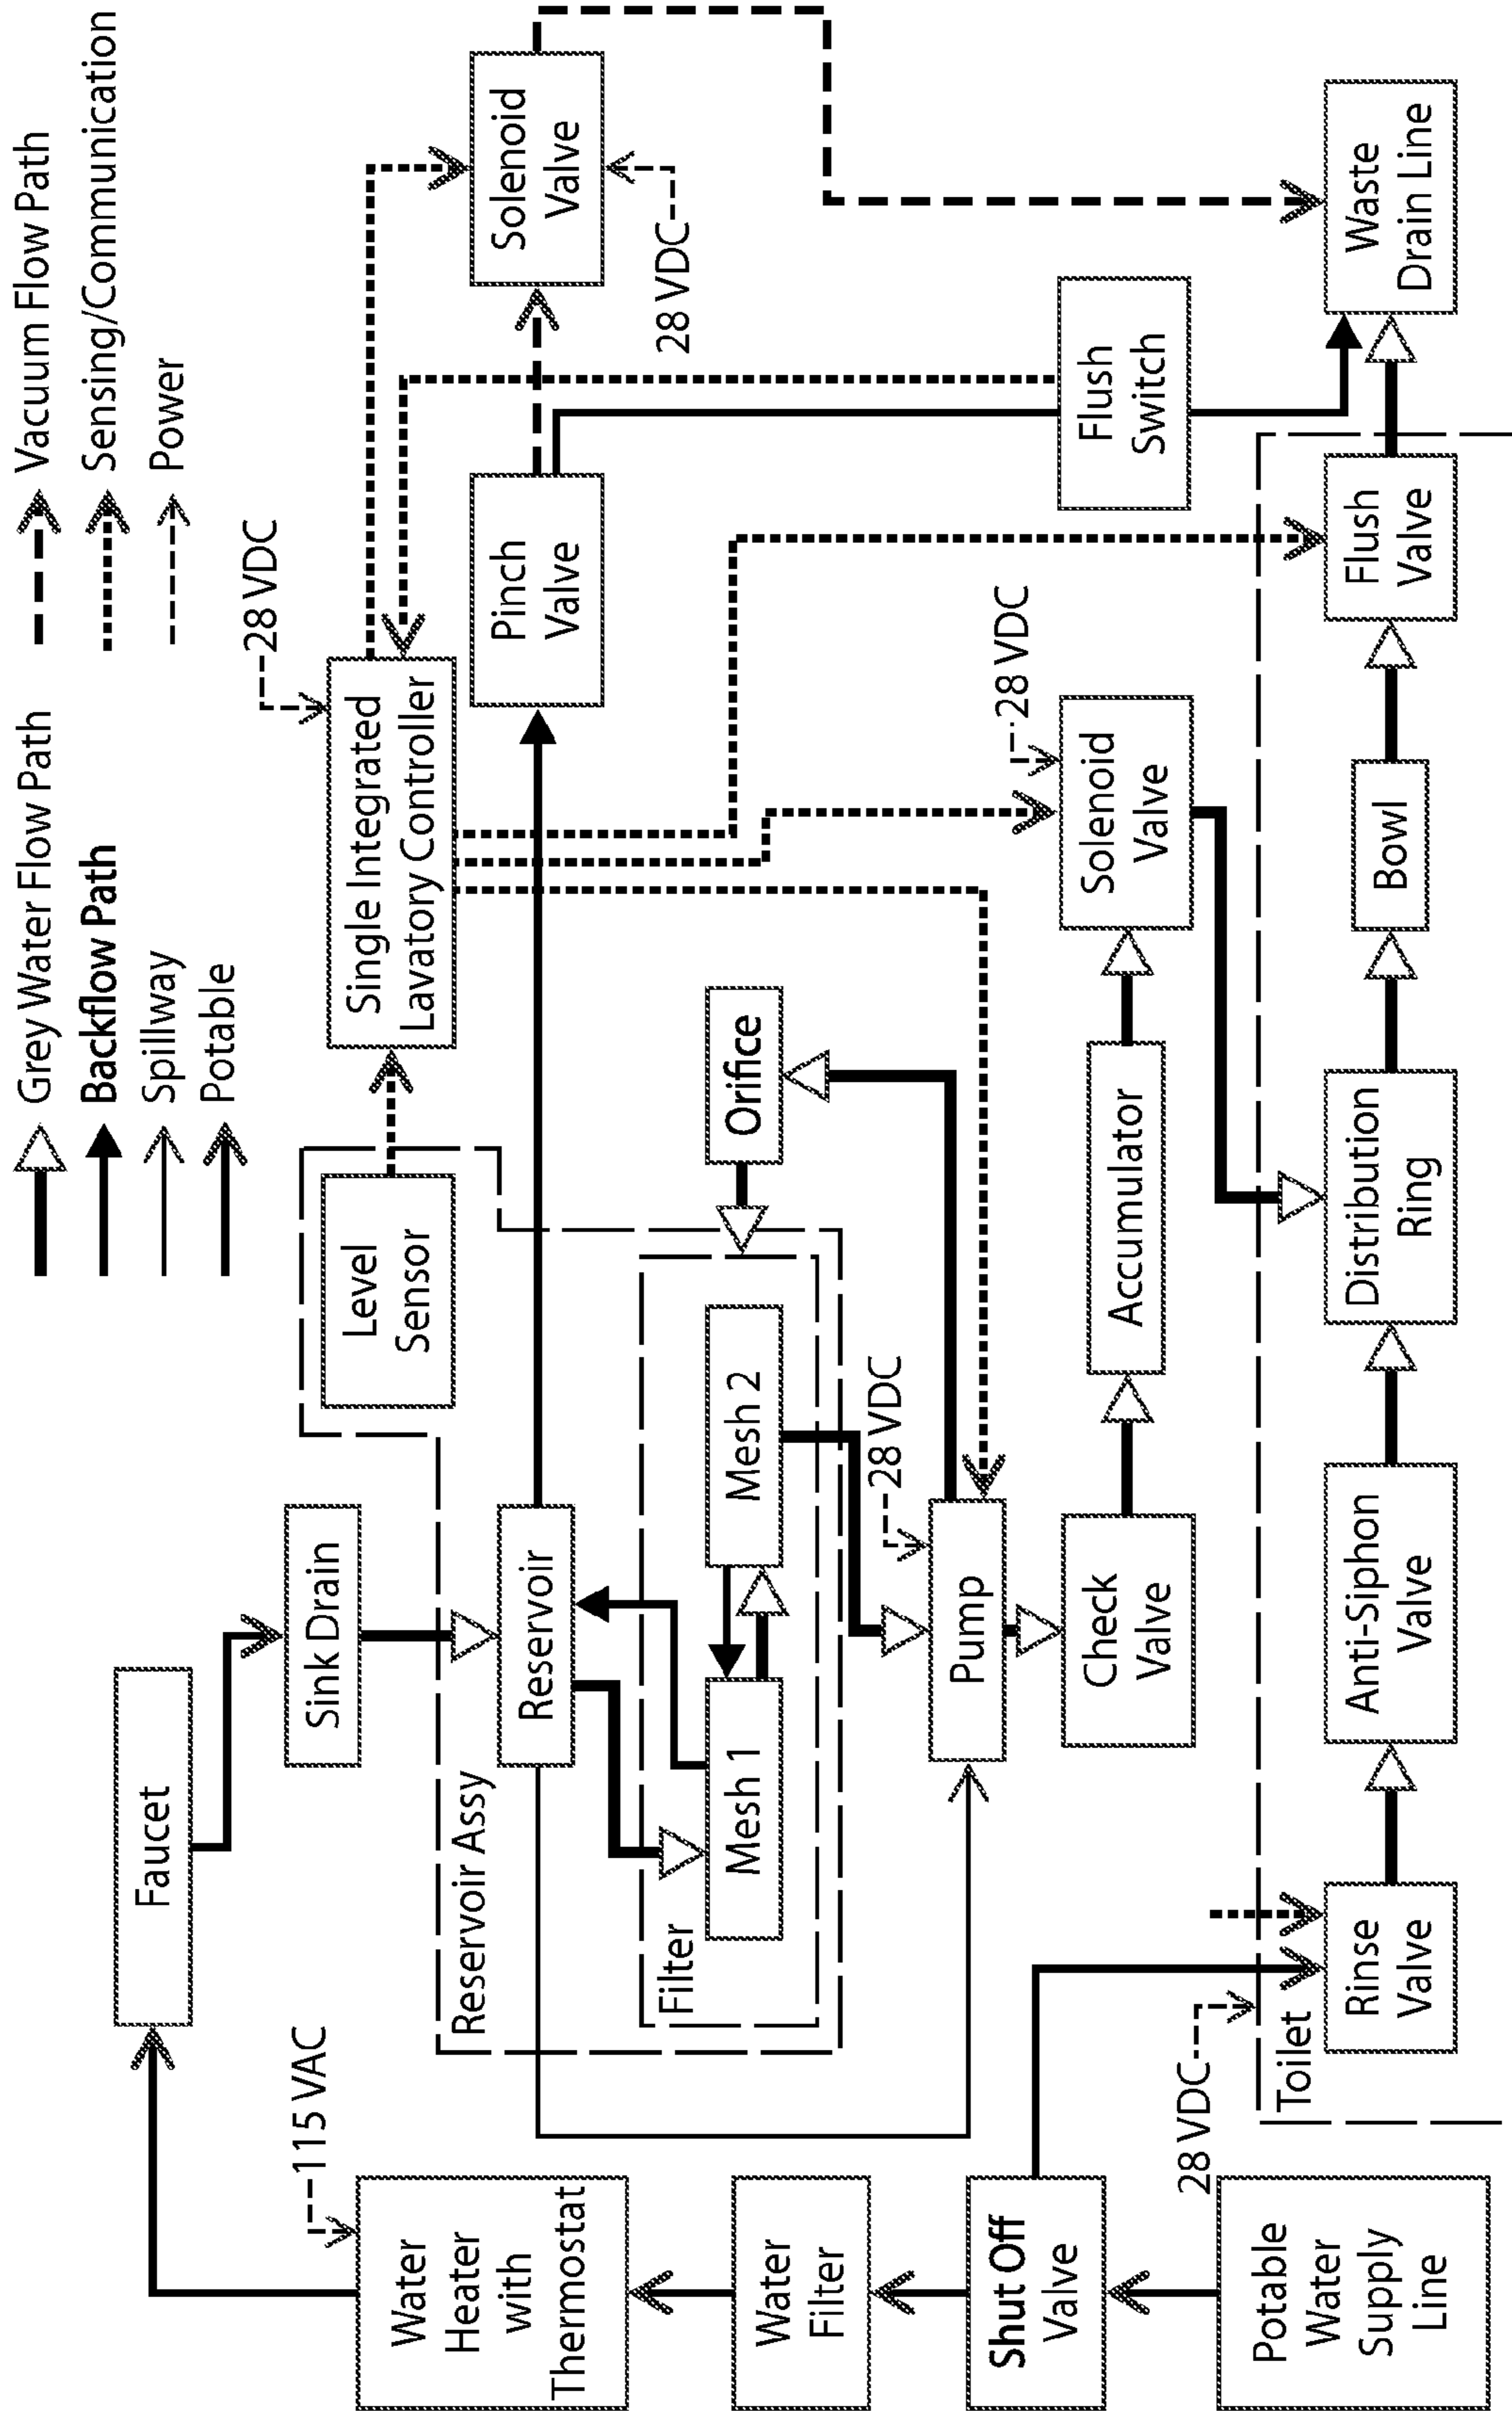 Grey Water Flow Path
Backflow Path
Spillway
Potable
Vacuum Flow Path
Sensing/Communication
Power
115 VAC
Water
Heater
with
Thermostat
Water
Filter
Shut Off
Valve
Potable
Water
Supply
Line
Faucet
Sink Drain
Reservoir Assy
Reservoir
Filter
Mesh 1
Mesh 2
Level
Sensor
Orifice
28 VDC
Pump
Check
Valve
Accumulator
28 VDC
Single Integrated
Lavatory Controller
28 VDC
Solenoid
Valve
Pinch
Valve
Solenoid
Valve
28 VDC
Flush
Switch
28 VDC
Toilet
Rinse
Valve
Anti-Siphon
Valve
Distribution
Ring
Bowl
Flush
Valve
Waste
Drain Line